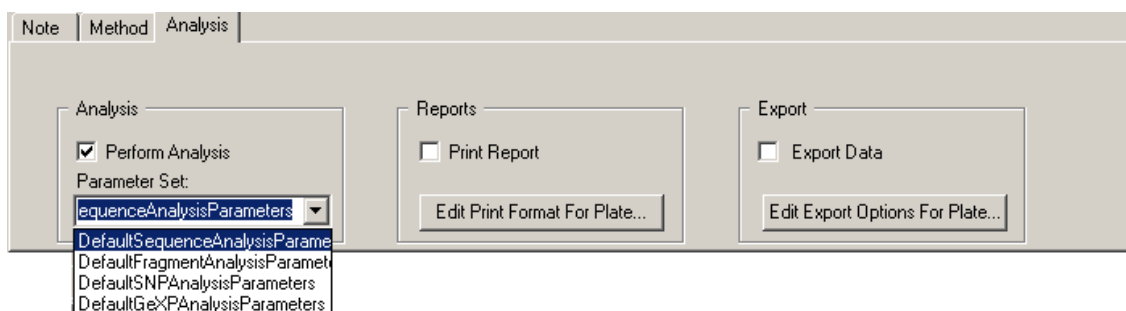 Note Method Analysis
Analysis Reports Export
Perform Analysis Print Report Export Data
Parameter Set:
equenceAnalysisParameters Edit Print Format For Plate... Edit Export Options For Plate...
DefaultSequenceAnalysisParame
DefaultFragmentAnalysisParamete
DefaultSNPAnalysisParameters
DefaultGeXPAnalysisParameters